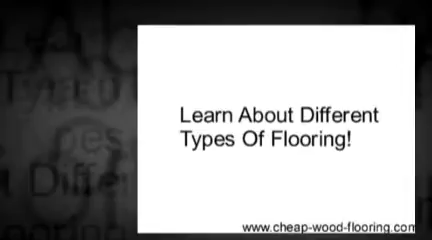 Learn About Different
Types Of Flooring!
www.cheap-wood-flooring.com